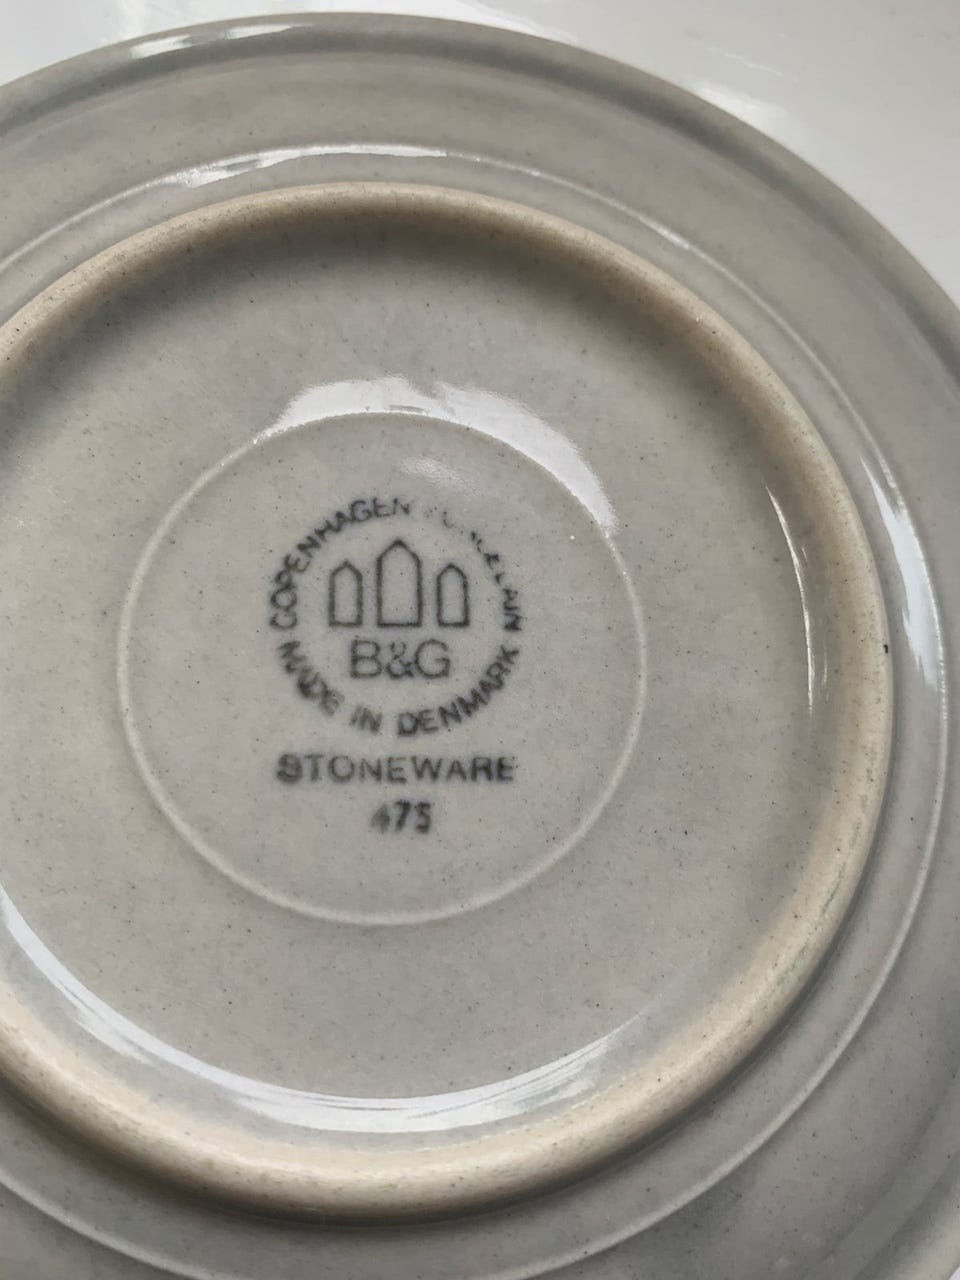 COPENHAGEN
B&G
MADE IN DENMARK
STONEWARE
475